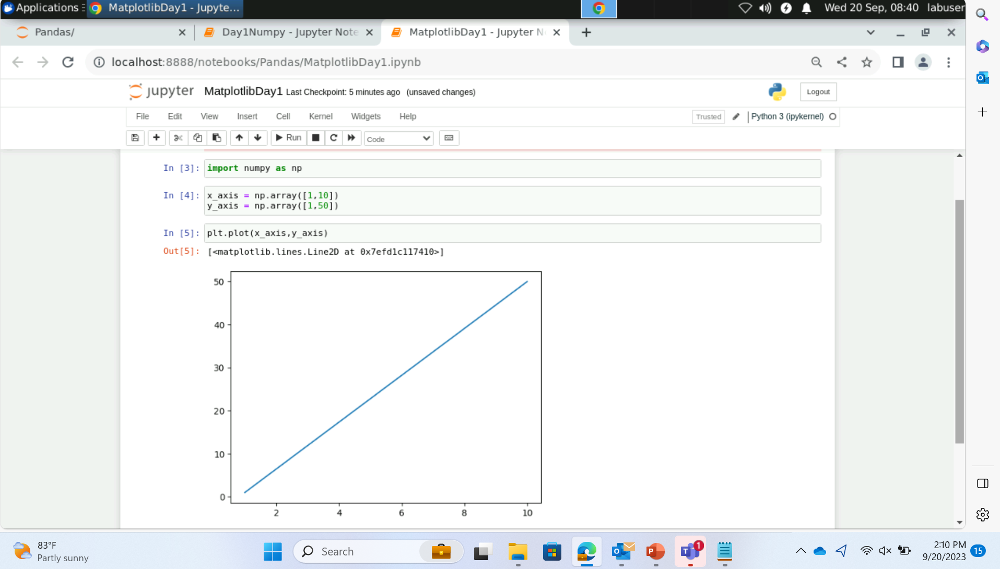 Applications
MatplotlibDay1 - Jupyte...
Wed 20 Sep, 08:40 labuser
Pandas/
Day1Numpy - Jupyter Note
MatplotlibDay1 - Jupyter N
localhost:8888/notebooks/Pandas/MatplotlibDay1.ipynb
jupyter MatplotlibDay1 Last Checkpoint: 5 minutes ago (unsaved changes)
Logout
File Edit View Insert Cell Kernel Widgets Help
Trusted
Python 3 (ipykernel)
Run
Code
In [3]: import numpy as np
In [4]: x_axis = np.array([1,10])
y_axis = np.array([1,50])
In [5]: plt.plot(x_axis,y_axis)
Out[5]: [<matplotlib.lines.Line2D at 0x7efd1c117410>]
50
40
30
20
10
0
2 4 6 8 10
83°F
Partly sunny
Search
1
2:10 PM
9/20/2023
15